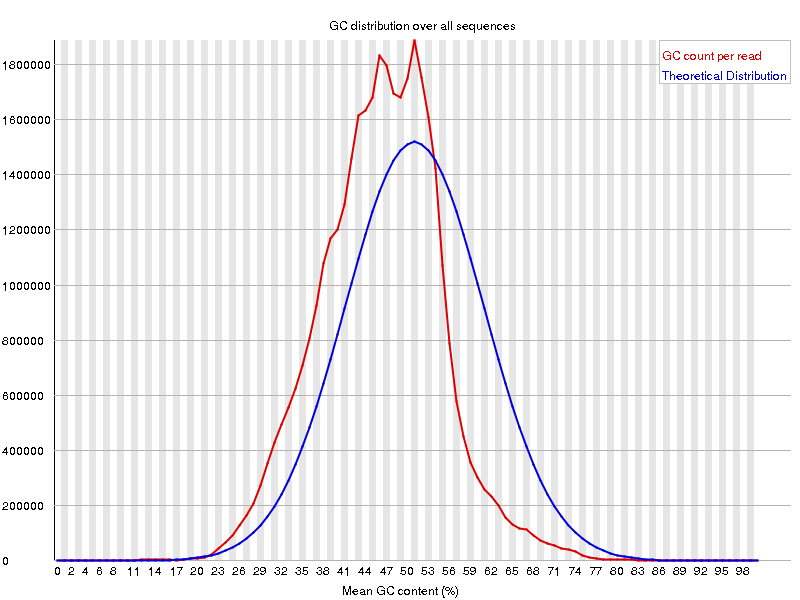 GC distribution over all sequences
GC count per read
Theoretical Distribution
1800000
1600000
1400000
1200000
1000000
800000
600000
400000
200000
0
0 2 4 6 8 11 14 17 20 23 26 29 32 35 38 41 44 47 50 53 56 59 62 65 68 71 74 77 80 83 86 89 92 95 98
Mean GC content (%)